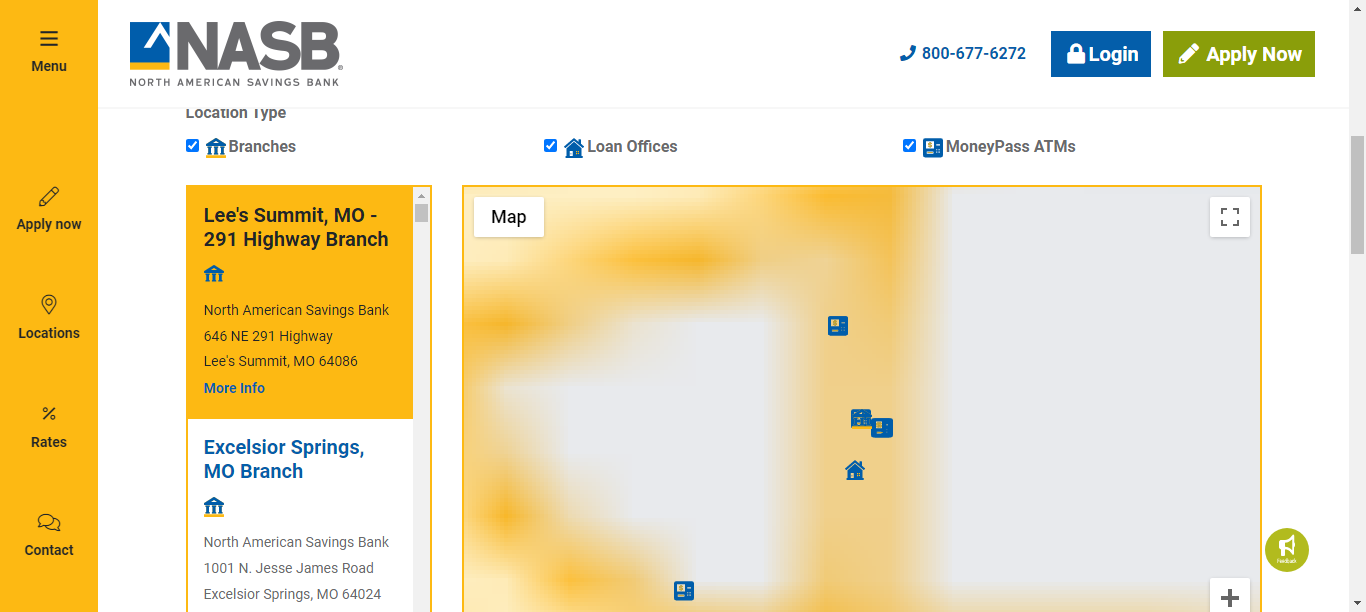 Menu
Apply now
Locations
Rates
Contact
NASB®
NORTH AMERICAN SAVINGS BANK
800-677-6272
Login
Apply Now
Location Type
Branches
Loan Offices
MoneyPass ATMs
Lee's Summit, MO -
291 Highway Branch
North American Savings Bank
646 NE 291 Highway
Lee's Summit, MO 64086
More Info
Excelsior Springs,
MO Branch
North American Savings Bank
1001 N. Jesse James Road
Excelsior Springs, MO 64024
Map
Feedback